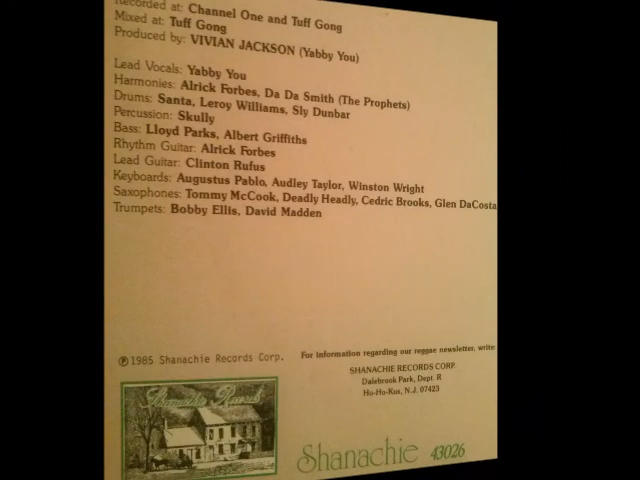 Recorded at: Channel One and Tuff Gong
Mixed at: Tuff Gong
Produced by: VIVIAN JACKSON (Yabby You)
Lead Vocals: Yabby You
Harmonies: Alrick Forbes, Da Da Smith (The Prophets)
Drums: Santa, Leroy Williams, Sly Dunbar
Percussion: Skully
Bass: Lloyd Parks, Albert Griffiths
Rhythm Guitar: Alrick Forbes
Lead Guitar: Clinton Rufus
Keyboards: Augustus Pablo, Audley Taylor, Winston Wright
Saxophones: Tommy McCook, Deadly Headly, Cedric Brooks, Glen DaCosta
Trumpets: Bobby Ellis, David Madden
℗1985 Shanachie Records Corp.
For information regarding our reggae newsletter, write:
SHANACHIE RECORDS CORP.
Dalebrook Park, Dept. R
Ho-Ho-Kus, N.J. 07423
Shanachie Records
Shanachie 43026